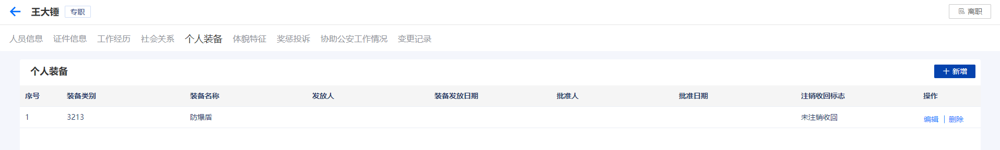 王大锤 专职 离职
人员信息 证件信息 工作经历 社会关系 个人装备 体貌特征 奖惩投诉 协助公安工作情况 变更记录
个人装备 + 新增
序号 装备类别 装备名称 发放人 装备发放日期 批准人 批准日期 注销收回标志 操作
1 3213 防爆盾 未注销收回 编辑 | 删除